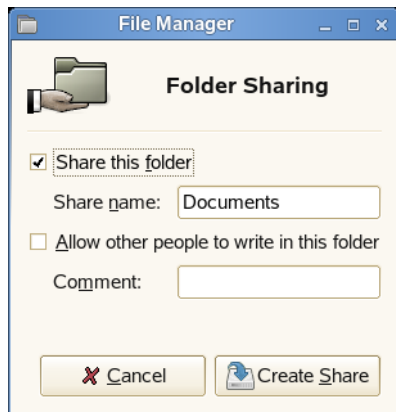 File Manager
Folder Sharing
Share this folder
Share name: Documents
Allow other people to write in this folder
Comment:
Cancel
Create Share